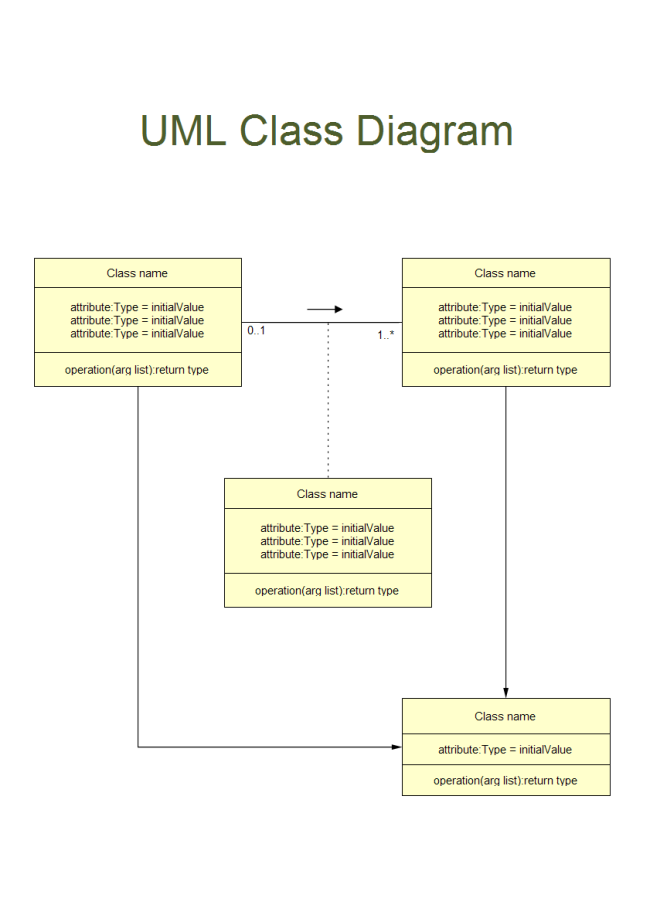 UML Class Diagram
Class name
attribute:Type = initialValue
attribute:Type = initialValue
attribute:Type = initialValue
operation(arg list):return type
0..1
1..*
Class name
attribute:Type = initialValue
attribute:Type = initialValue
attribute:Type = initialValue
operation(arg list):return type
Class name
attribute:Type = initialValue
attribute:Type = initialValue
attribute:Type = initialValue
operation(arg list):return type
Class name
attribute:Type = initialValue
operation(arg list):return type